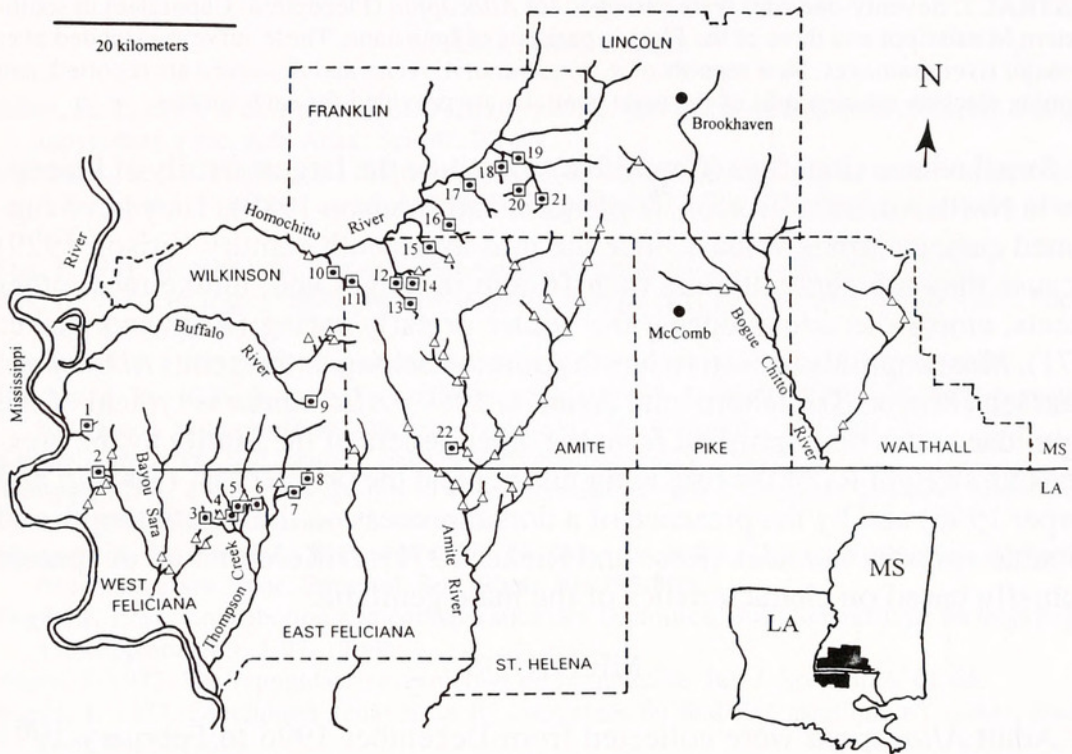 20 kilometers
LINCOLN
N
FRANKLIN
Brookhaven
19
18
17
20
21
16
Homochitto
River
15
River
WILKINSON
10
11
12
14
13
McComb
Buffalo
River
Bogue Chitto
River
Mississippi
9
1
22
AMITE
PIKE
WALTHALL
MS
LA
2
Bayou Sara
3
4
5
6
7
8
Thompson Creek
Amite River
WEST
FELICIANA
EAST FELICIANA
ST. HELENA
MS
LA